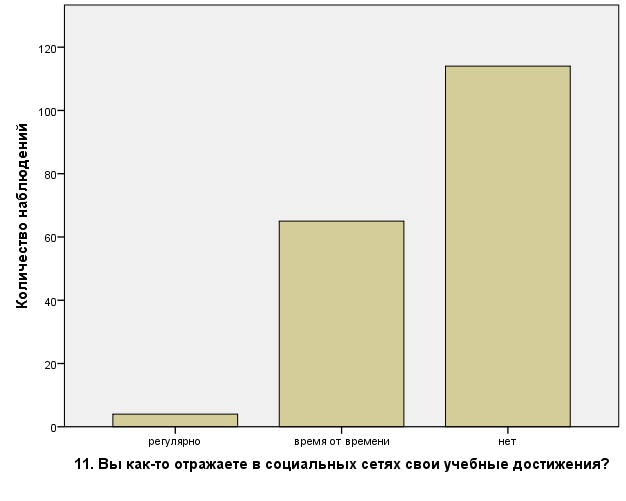 Количество наблюдений
120
100
80
60
40
20
0
регулярно
время от времени
нет
11. Вы как-то отражаете в социальных сетях свои учебные достижения?